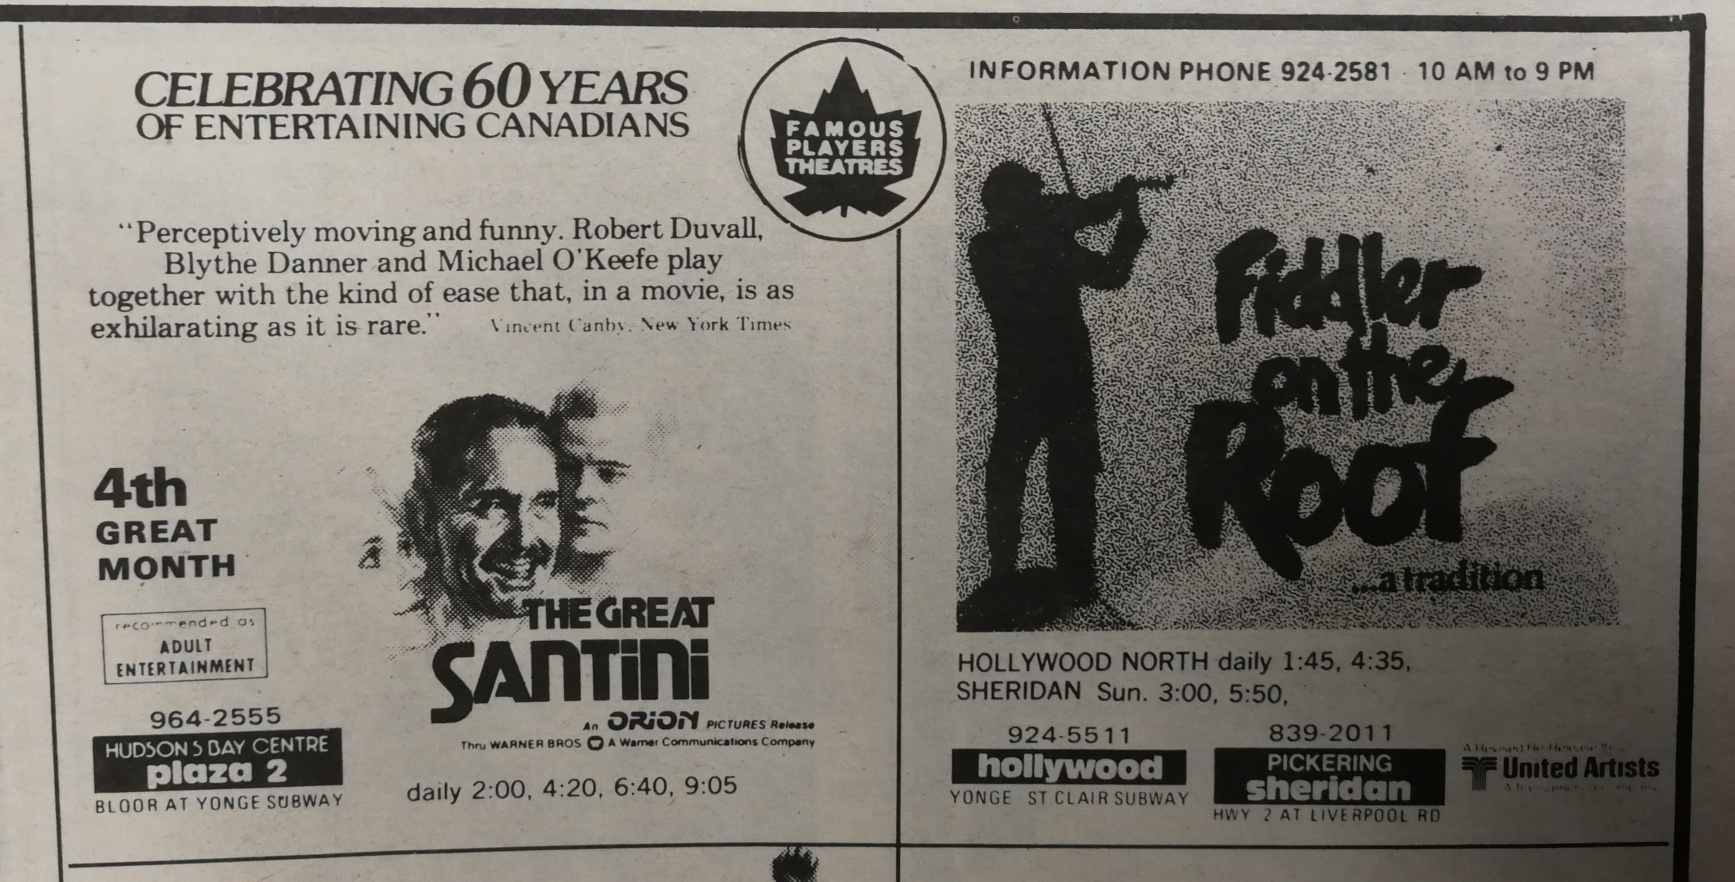 CELEBRATING 60 YEARS
OF ENTERTAINING CANADIANS
FAMOUS
PLAYERS
THEATRES
INFORMATION PHONE 924-2581 · 10 AM to 9 PM
"Perceptively moving and funny. Robert Duvall,
Blythe Danner and Michael O'Keefe play
together with the kind of ease that, in a movie, is as
exhilarating as it is rare." Vincent Canby, New York Times
4th
GREAT
MONTH
recommended as
ADULT
ENTERTAINMENT
THE GREAT
SANTiNi
An ORiON PICTURES Release
Thru WARNER BROS A Warner Communications Company
964-2555
HUDSON'S BAY CENTRE
plaza 2
BLOOR AT YONGE SUBWAY
daily 2:00, 4:20, 6:40, 9:05
Fiddler
on the
Roof
...a tradition
HOLLYWOOD NORTH daily 1:45, 4:35,
SHERIDAN Sun. 3:00, 5:50,
924-5511
hollywood
YONGE ST CLAIR SUBWAY
839-2011
PICKERING
sheridan
HWY 2 AT LIVERPOOL RD
United Artists